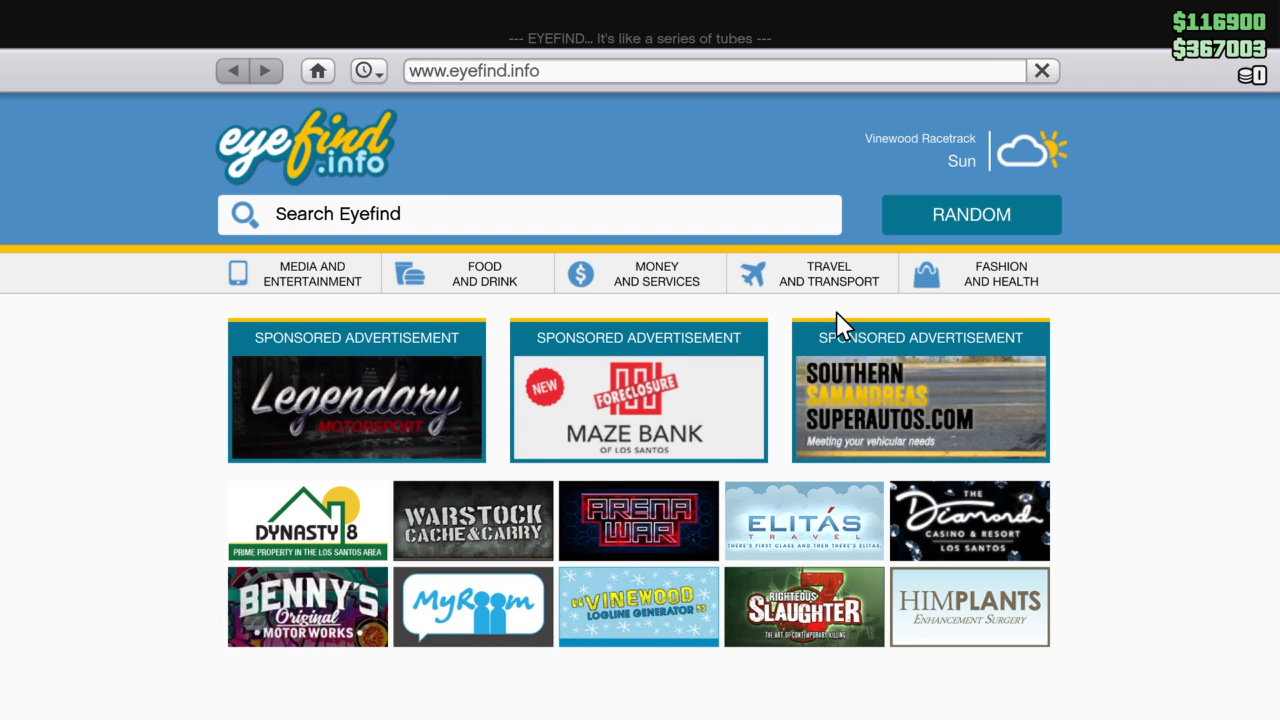 $116900
--- EYEFIND... It's like a series of tubes ---
$367003
www.eyefind.info
0
eyefind
.info
Vinewood Racetrack
Sun
Search Eyefind
RANDOM
MEDIA AND
ENTERTAINMENT
FOOD
AND DRINK
MONEY
AND SERVICES
TRAVEL
AND TRANSPORT
FASHION
AND HEALTH
SPONSORED ADVERTISEMENT
Legendary
MOTORSPORT
SPONSORED ADVERTISEMENT
NEW
FORECLOSURE
MAZE BANK
OF LOS SANTOS
SPONSORED ADVERTISEMENT
SOUTHERN
SANANDREAS
SUPERAUTOS.COM
Meeting your vehicular needs
DYNASTY 8
PRIME PROPERTY IN THE LOS SANTOS AREA
WARSTOCK
CACHE&CARRY
ARENA
WAR
ELITÁS
TRAVEL
THERE'S FIRST CLASS AND THEN THERE'S ELITAS.
THE
Diamond
CASINO & RESORT
LOS SANTOS
BENNY'S
Original
MOTOR WORKS
MyRoom
"VINEWOOD
LOGLINE GENERATOR"
7
RIGHTEOUS
SLAUGHTER
THE ART OF CONTEMPORARY KILLING
HIMPLANTS
ENHANCEMENT SURGERY